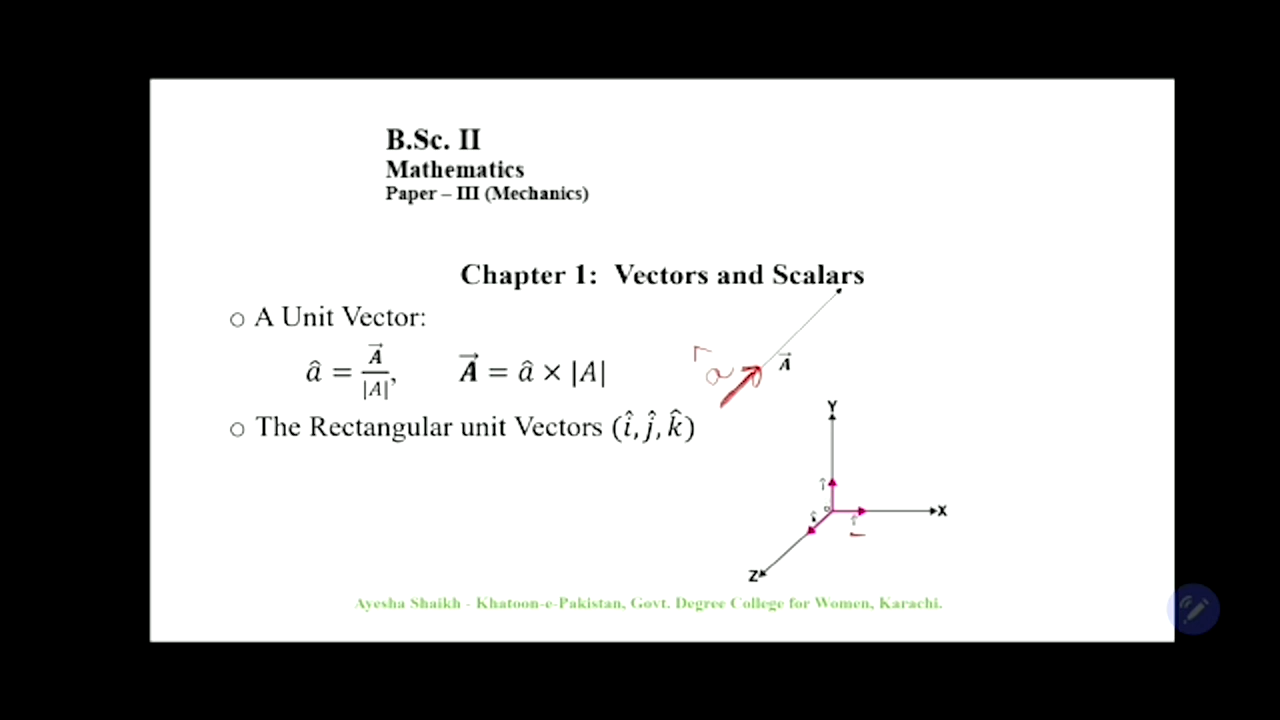 B.Sc. II
Mathematics
Paper – III (Mechanics)
Chapter 1: Vectors and Scalars
○ A Unit Vector:
â = A⃗ / |A|, A⃗ = â × |A|
A⃗
○ The Rectangular unit Vectors (î, ĵ, k̂)
Y
o
X
Z
Ayesha Shaikh - Khatoon-e-Pakistan, Govt. Degree College for Women, Karachi.